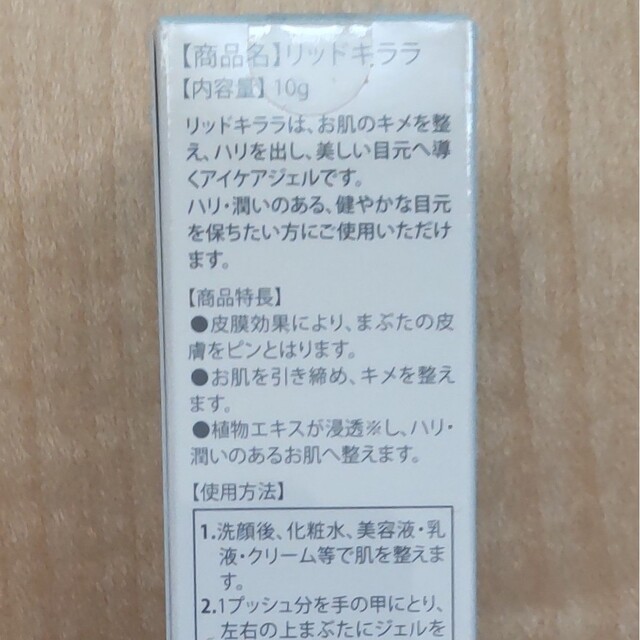 【商品名】リッドキララ
【内容量】10g
リッドキララは、お肌のキメを整
え、ハリを出し、美しい目元へ導
くアイケアジェルです。
ハリ・潤いのある、健やかな目元
を保ちたい方にご使用いただけ
ます。
【商品特長】
●皮膜効果により、まぶたの皮
膚をピンとはります。
●お肌を引き締め、キメを整え
ます。
●植物エキスが浸透※し、ハリ・
潤いのあるお肌へ整えます。
【使用方法】
1.洗顔後、化粧水、美容液・乳
液・クリーム等で肌を整えま
す。
2.1プッシュ分を手の甲にとり、
左右の上まぶたにジェルを